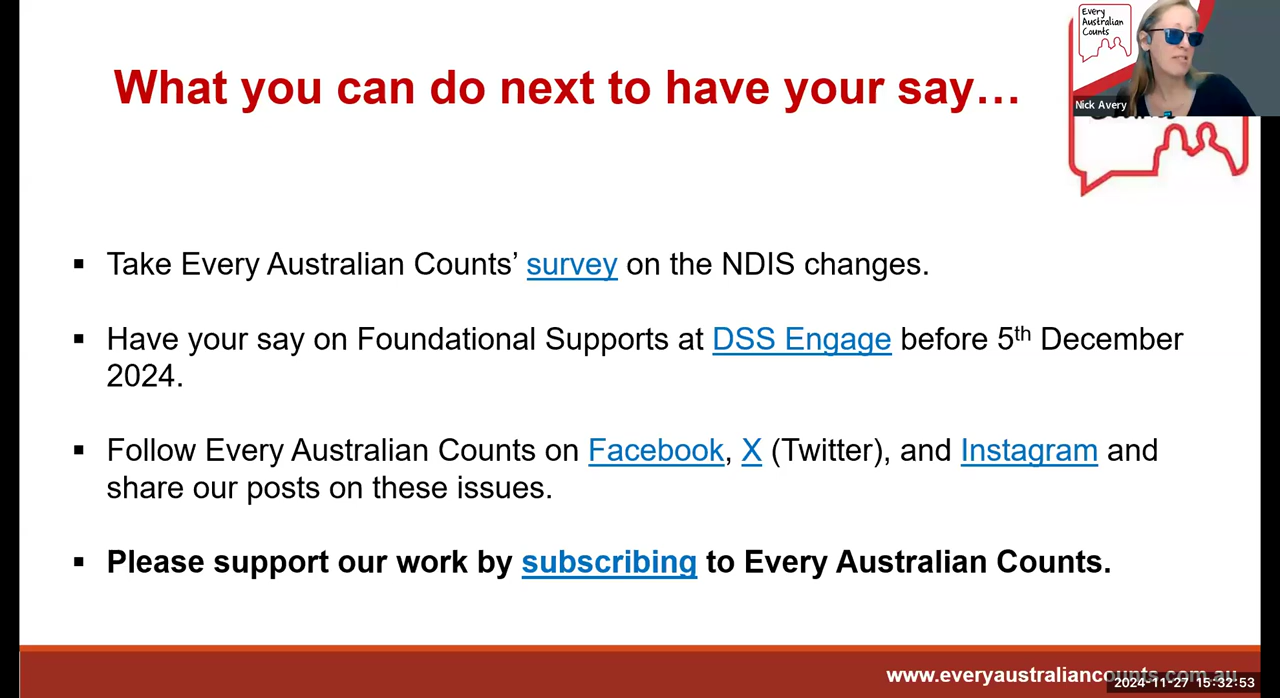 What you can do next to have your say…
Every
Australian
Counts
Nick Avery
▪ Take Every Australian Counts’ survey on the NDIS changes.
▪ Have your say on Foundational Supports at DSS Engage before 5th December
2024.
▪ Follow Every Australian Counts on Facebook, X (Twitter), and Instagram and
share our posts on these issues.
▪ Please support our work by subscribing to Every Australian Counts.
www.everyaustraliancounts.com.au
2024-11-27 15:32:53